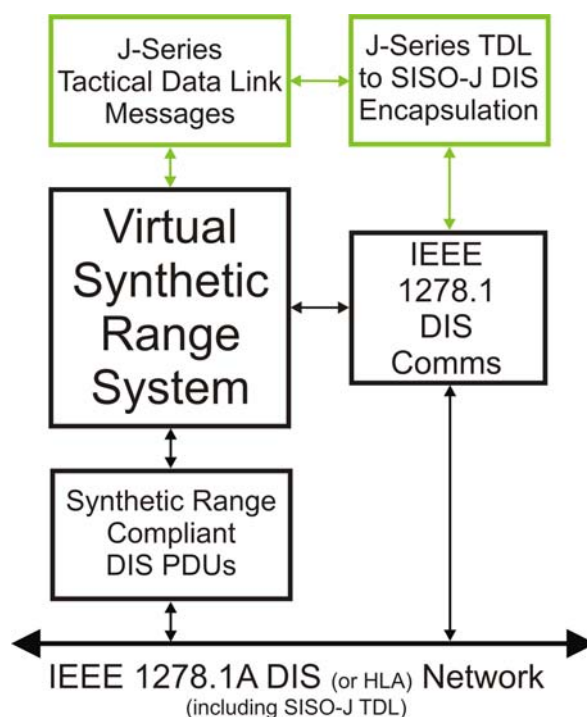 J-Series
Tactical Data Link
Messages
J-Series TDL
to SISO-J DIS
Encapsulation
Virtual
Synthetic
Range
System
IEEE
1278.1
DIS
Comms
Synthetic Range
Compliant
DIS PDUs
IEEE 1278.1A DIS (or HLA) Network
(including SISO-J TDL)